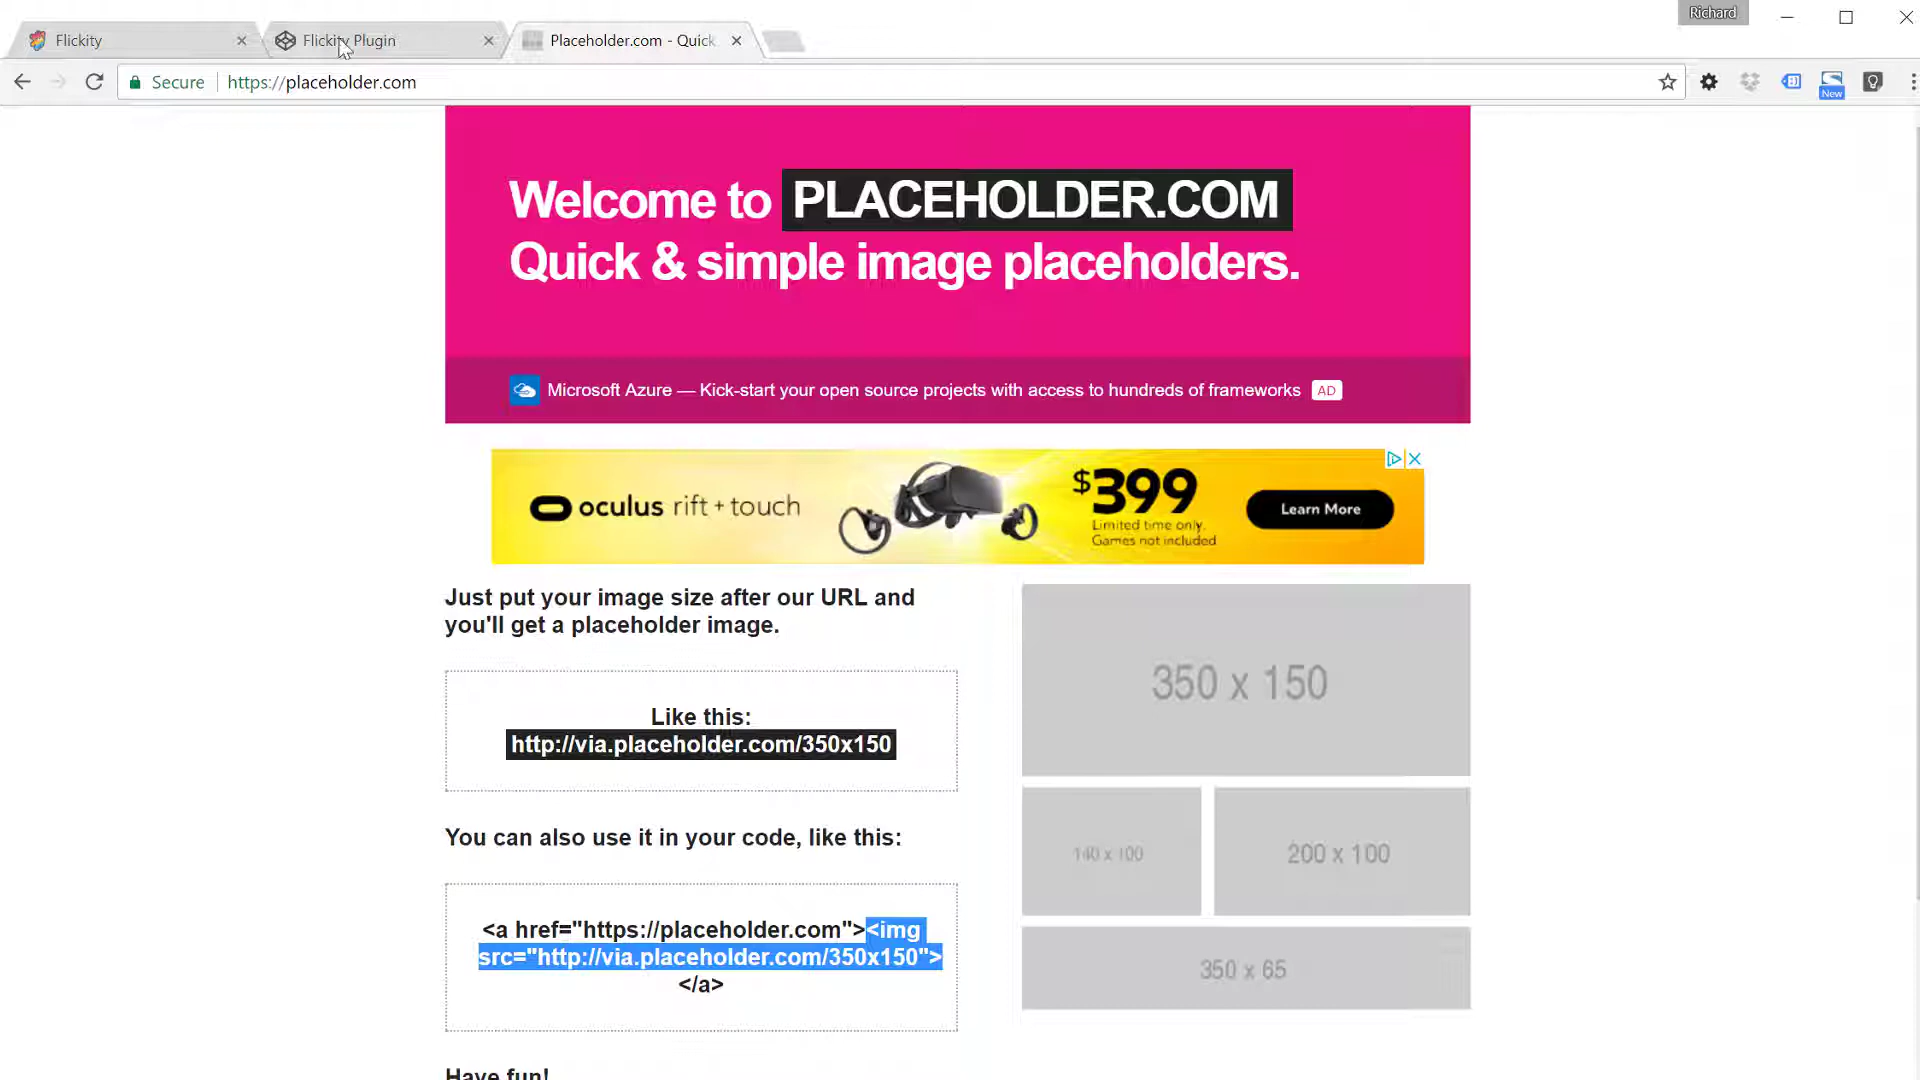 Richard
Flickity
Flickity Plugin
Placeholder.com - Quick
Secure
https://placeholder.com
New
Welcome to PLACEHOLDER.COM
Quick & simple image placeholders.
Microsoft Azure — Kick-start your open source projects with access to hundreds of frameworks AD
oculus rift + touch
$399
Limited time only.
Games not included
Learn More
Just put your image size after our URL and
you'll get a placeholder image.
Like this:
http://via.placeholder.com/350x150
You can also use it in your code, like this:
<a href="https://placeholder.com"><img
src="http://via.placeholder.com/350x150">
</a>
Have fun!
350 x 150
140 x 100
200 x 100
350 x 65